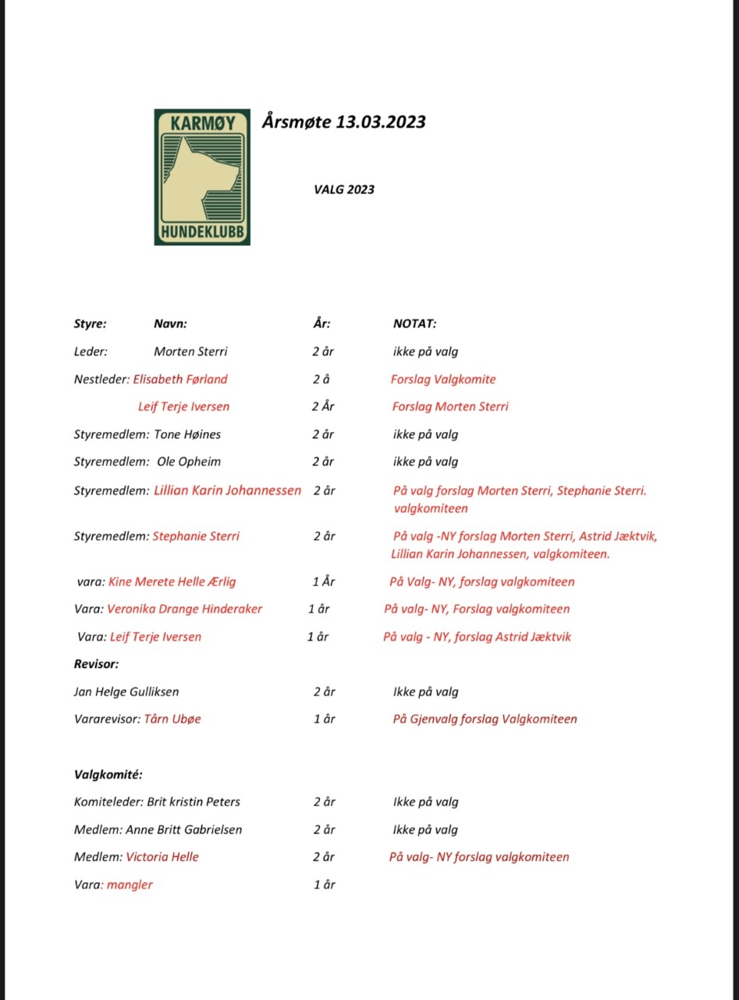 KARMØY
HUNDEKLUBB
Årsmøte 13.03.2023
VALG 2023
Styre: Navn: År: NOTAT:
Leder: Morten Sterri 2 år ikke på valg
Nestleder: Elisabeth Førland 2 å Forslag Valgkomite
Leif Terje Iversen 2 År Forslag Morten Sterri
Styremedlem: Tone Høines 2 år ikke på valg
Styremedlem: Ole Opheim 2 år ikke på valg
Styremedlem: Lillian Karin Johannessen 2 år På valg forslag Morten Sterri, Stephanie Sterri.
valgkomiteen
Styremedlem: Stephanie Sterri 2 år På valg -NY forslag Morten Sterri, Astrid Jæktvik,
Lillian Karin Johannessen, valgkomiteen.
vara: Kine Merete Helle Ærlig 1 År På Valg- NY, forslag valgkomiteen
Vara: Veronika Drange Hinderaker 1 år På valg- NY, Forslag valgkomiteen
Vara: Leif Terje Iversen 1 år På valg - NY, forslag Astrid Jæktvik
Revisor:
Jan Helge Gulliksen 2 år Ikke på valg
Vararevisor: Tårn Ubøe 1 år På Gjenvalg forslag Valgkomiteen
Valgkomité:
Komiteleder: Brit kristin Peters 2 år Ikke på valg
Medlem: Anne Britt Gabrielsen 2 år Ikke på valg
Medlem: Victoria Helle 2 år På valg- NY forslag valgkomiteen
Vara: mangler 1 år